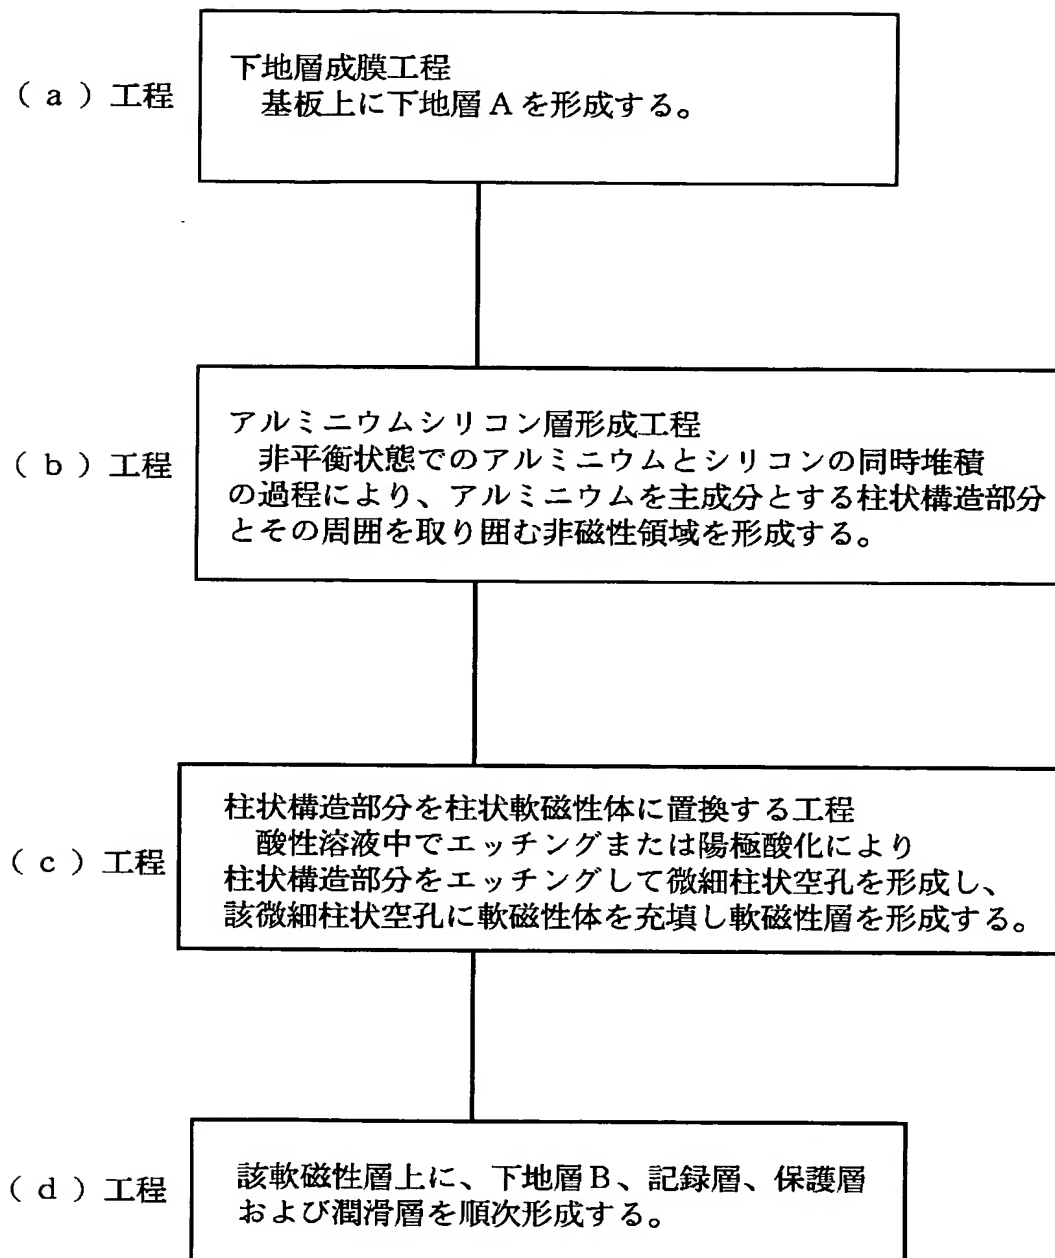 (a)工程
下地層成膜工程
基板上に下地層Aを形成する。
(b)工程
アルミニウムシリコン層形成工程
非平衡状態でのアルミニウムとシリコンの同時堆積
の過程により、アルミニウムを主成分とする柱状構造部分
とその周囲を取り囲む非磁性領域を形成する。
(c)工程
柱状構造部分を柱状軟磁性体に置換する工程
酸性溶液中でエッチングまたは陽極酸化により
柱状構造部分をエッチングして微細柱状空孔を形成し、
該微細柱状空孔に軟磁性体を充填し軟磁性層を形成する。
(d)工程
該軟磁性層上に、下地層B、記録層、保護層
および潤滑層を順次形成する。